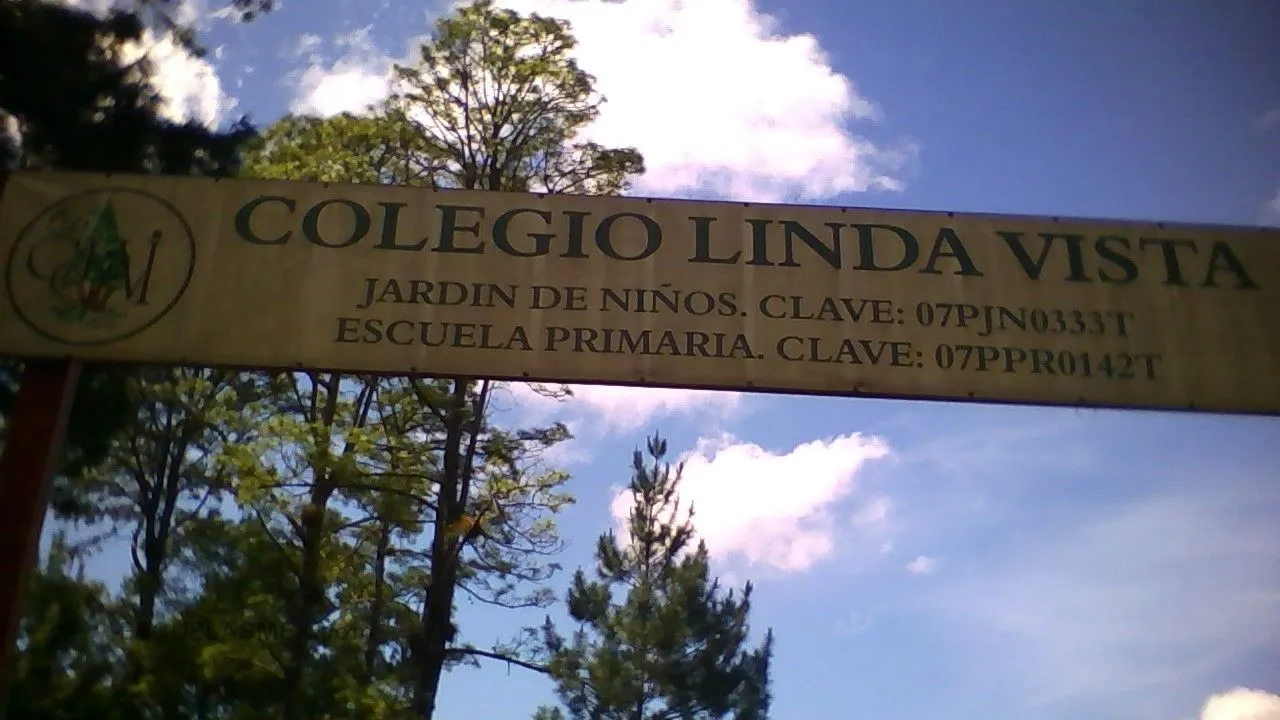 COLEGIO LINDA VISTA
JARDIN DE NIÑOS. CLAVE: 07PJN0333T
ESCUELA PRIMARIA. CLAVE: 07PPR0142T